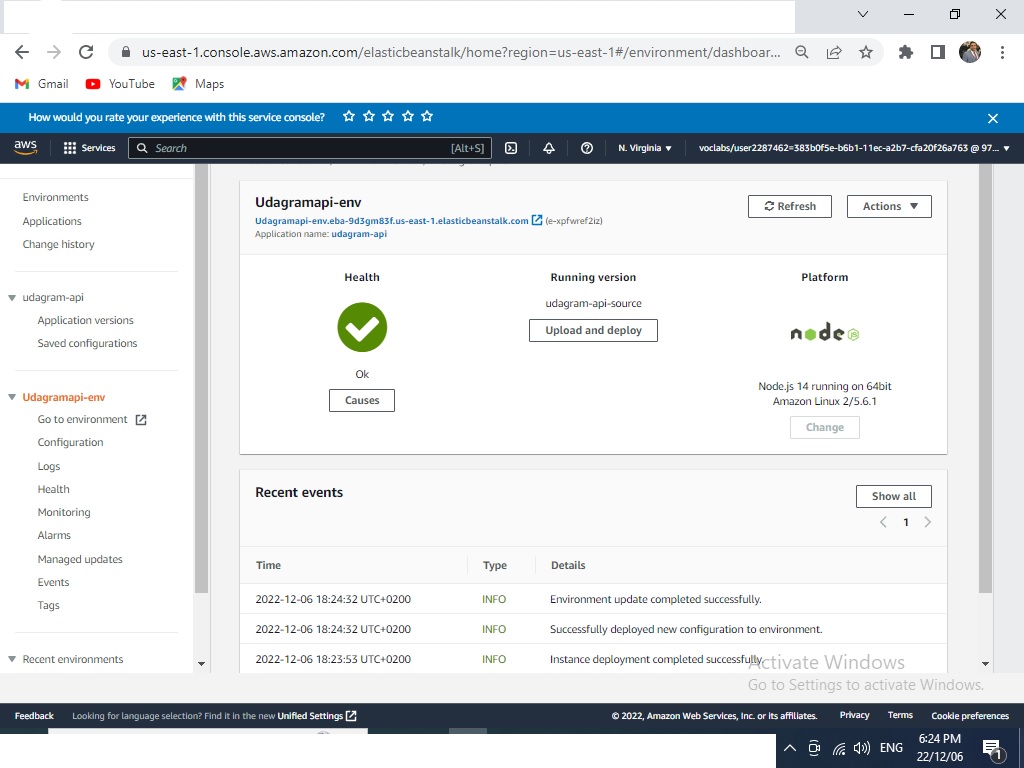 us-east-1.console.aws.amazon.com/elasticbeanstalk/home?region=us-east-1#/environment/dashboar...
Gmail YouTube Maps
How would you rate your experience with this service console?
aws Services Search [Alt+S] N. Virginia voclabs/user2287462=383b0f5e-b6b1-11ec-a2b7-cfa20f26a763 @ 97...
Environments
Applications
Change history
udagram-api
Application versions
Saved configurations
Udagramapi-env
Go to environment
Configuration
Logs
Health
Monitoring
Alarms
Managed updates
Events
Tags
Recent environments
Udagramapi-env
Udagramapi-env.eba-9d3gm83f.us-east-1.elasticbeanstalk.com (e-xpfwref2iz)
Application name: udagram-api
Refresh Actions
Health
Ok
Causes
Running version
udagram-api-source
Upload and deploy
Platform
node JS
Node.js 14 running on 64bit
Amazon Linux 2/5.6.1
Change
Recent events
Show all
1
Time Type Details
2022-12-06 18:24:32 UTC+0200 INFO Environment update completed successfully.
2022-12-06 18:24:32 UTC+0200 INFO Successfully deployed new configuration to environment.
2022-12-06 18:23:53 UTC+0200 INFO Instance deployment completed successfully.
Activate Windows
Go to Settings to activate Windows.
Feedback Looking for language selection? Find it in the new Unified Settings © 2022, Amazon Web Services, Inc. or its affiliates. Privacy Terms Cookie preferences
ENG 6:24 PM
22/12/06
1